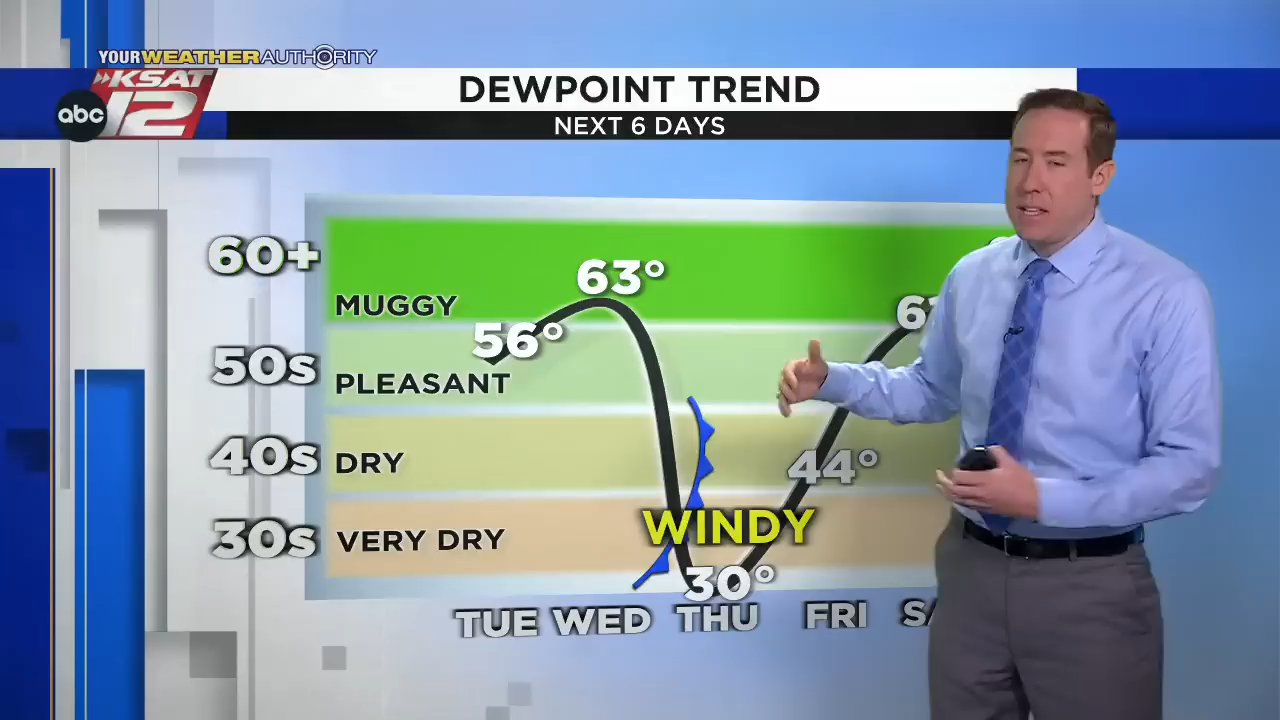 YOURWEATHERAUTHORITY
KSAT
abc 12
DEWPOINT TREND
NEXT 6 DAYS
60+
MUGGY
63°
56°
50s
PLEASANT
40s
DRY
44°
30s
VERY DRY
WINDY
30°
TUE WED THU FRI